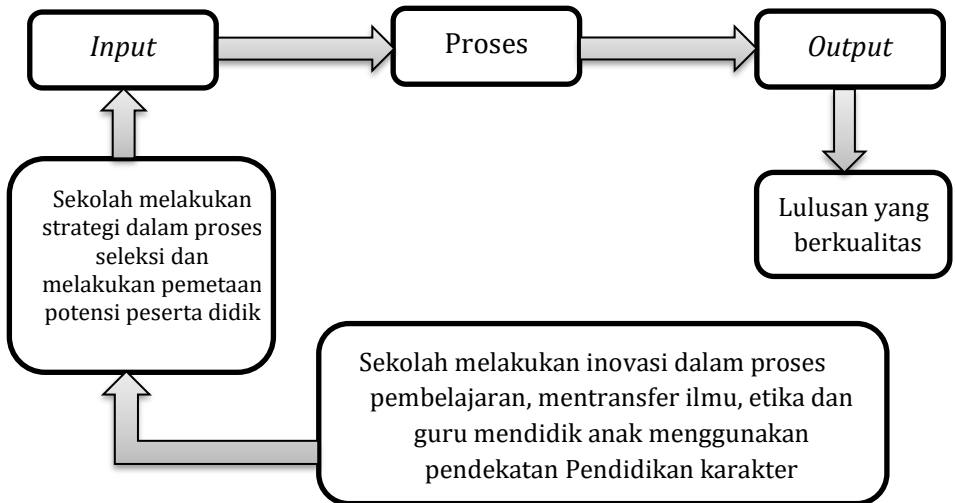 Input
Proses
Output
Sekolah melakukan
strategi dalam proses
seleksi dan
melakukan pemetaan
potensi peserta didik
Lulusan yang
berkualitas
Sekolah melakukan inovasi dalam proses
pembelajaran, mentransfer ilmu, etika dan
guru mendidik anak menggunakan
pendekatan Pendidikan karakter